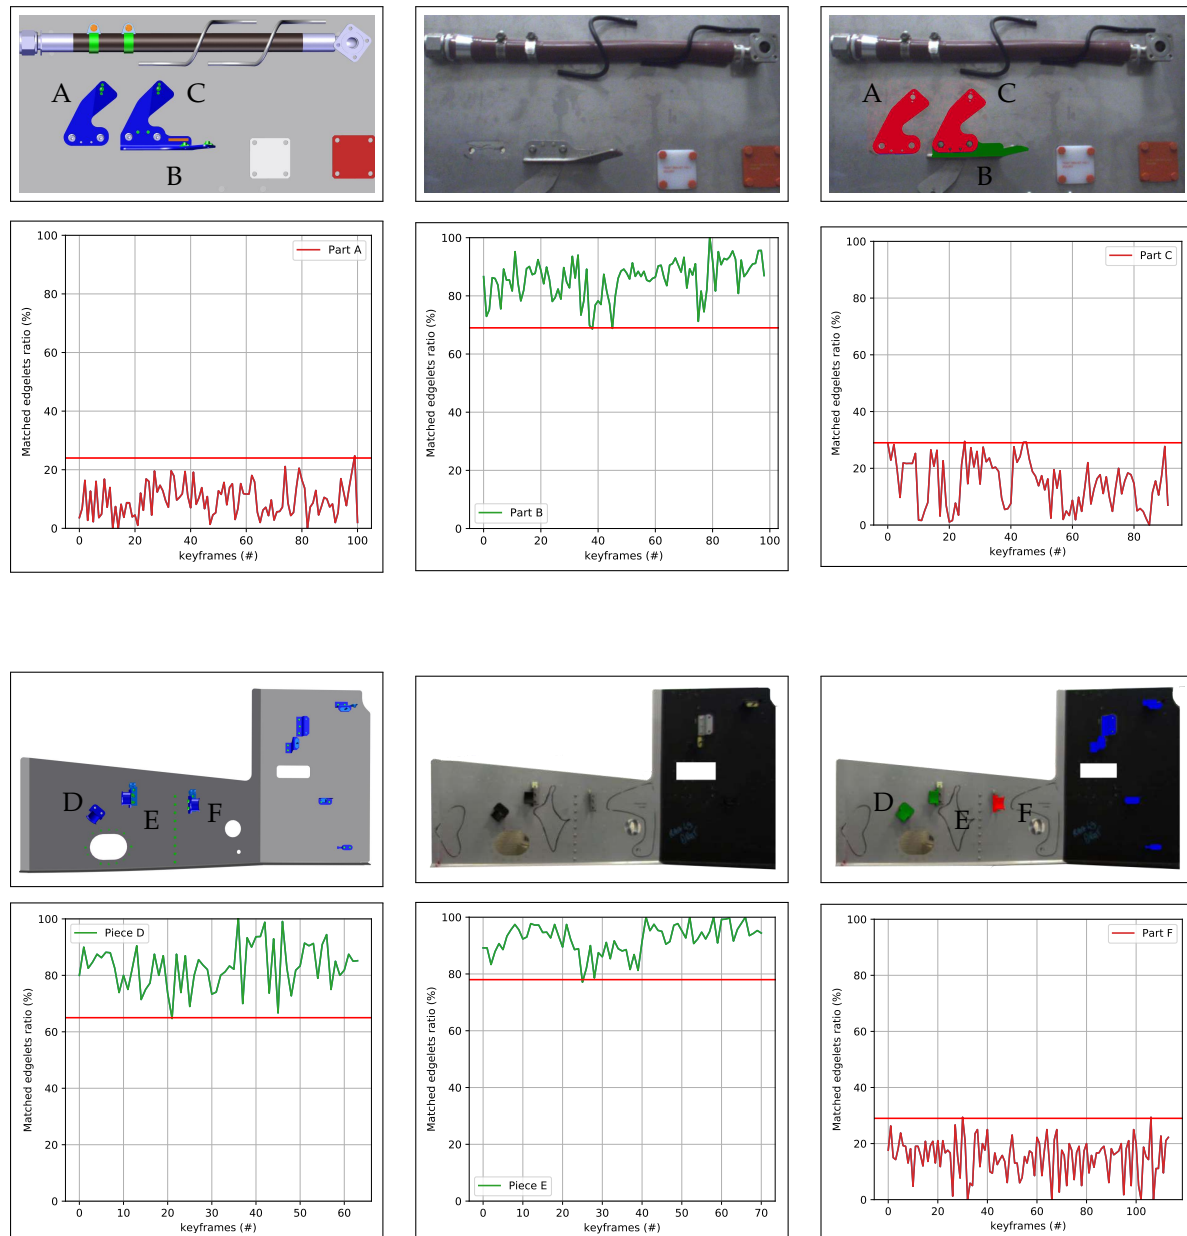 A
C
B
A
C
B
100
80
60
40
20
0
Matched edgelets ratio (%)
Part A
0 20 40 60 80 100
keyframes (#)
100
80
60
40
20
0
Matched edgelets ratio (%)
Part B
0 20 40 60 80 100
keyframes (#)
100
80
60
40
20
0
Matched edgelets ratio (%)
Part C
0 20 40 60 80
keyframes (#)
D
E
F
D
E
F
100
80
60
40
20
0
Matched edgelets ratio (%)
Piece D
0 10 20 30 40 50 60
keyframes (#)
100
80
60
40
20
0
Matched edgelets ratio (%)
Piece E
0 10 20 30 40 50 60 70
keyframes (#)
100
80
60
40
20
0
Matched edgelets ratio (%)
Part F
0 20 40 60 80 100
keyframes (#)